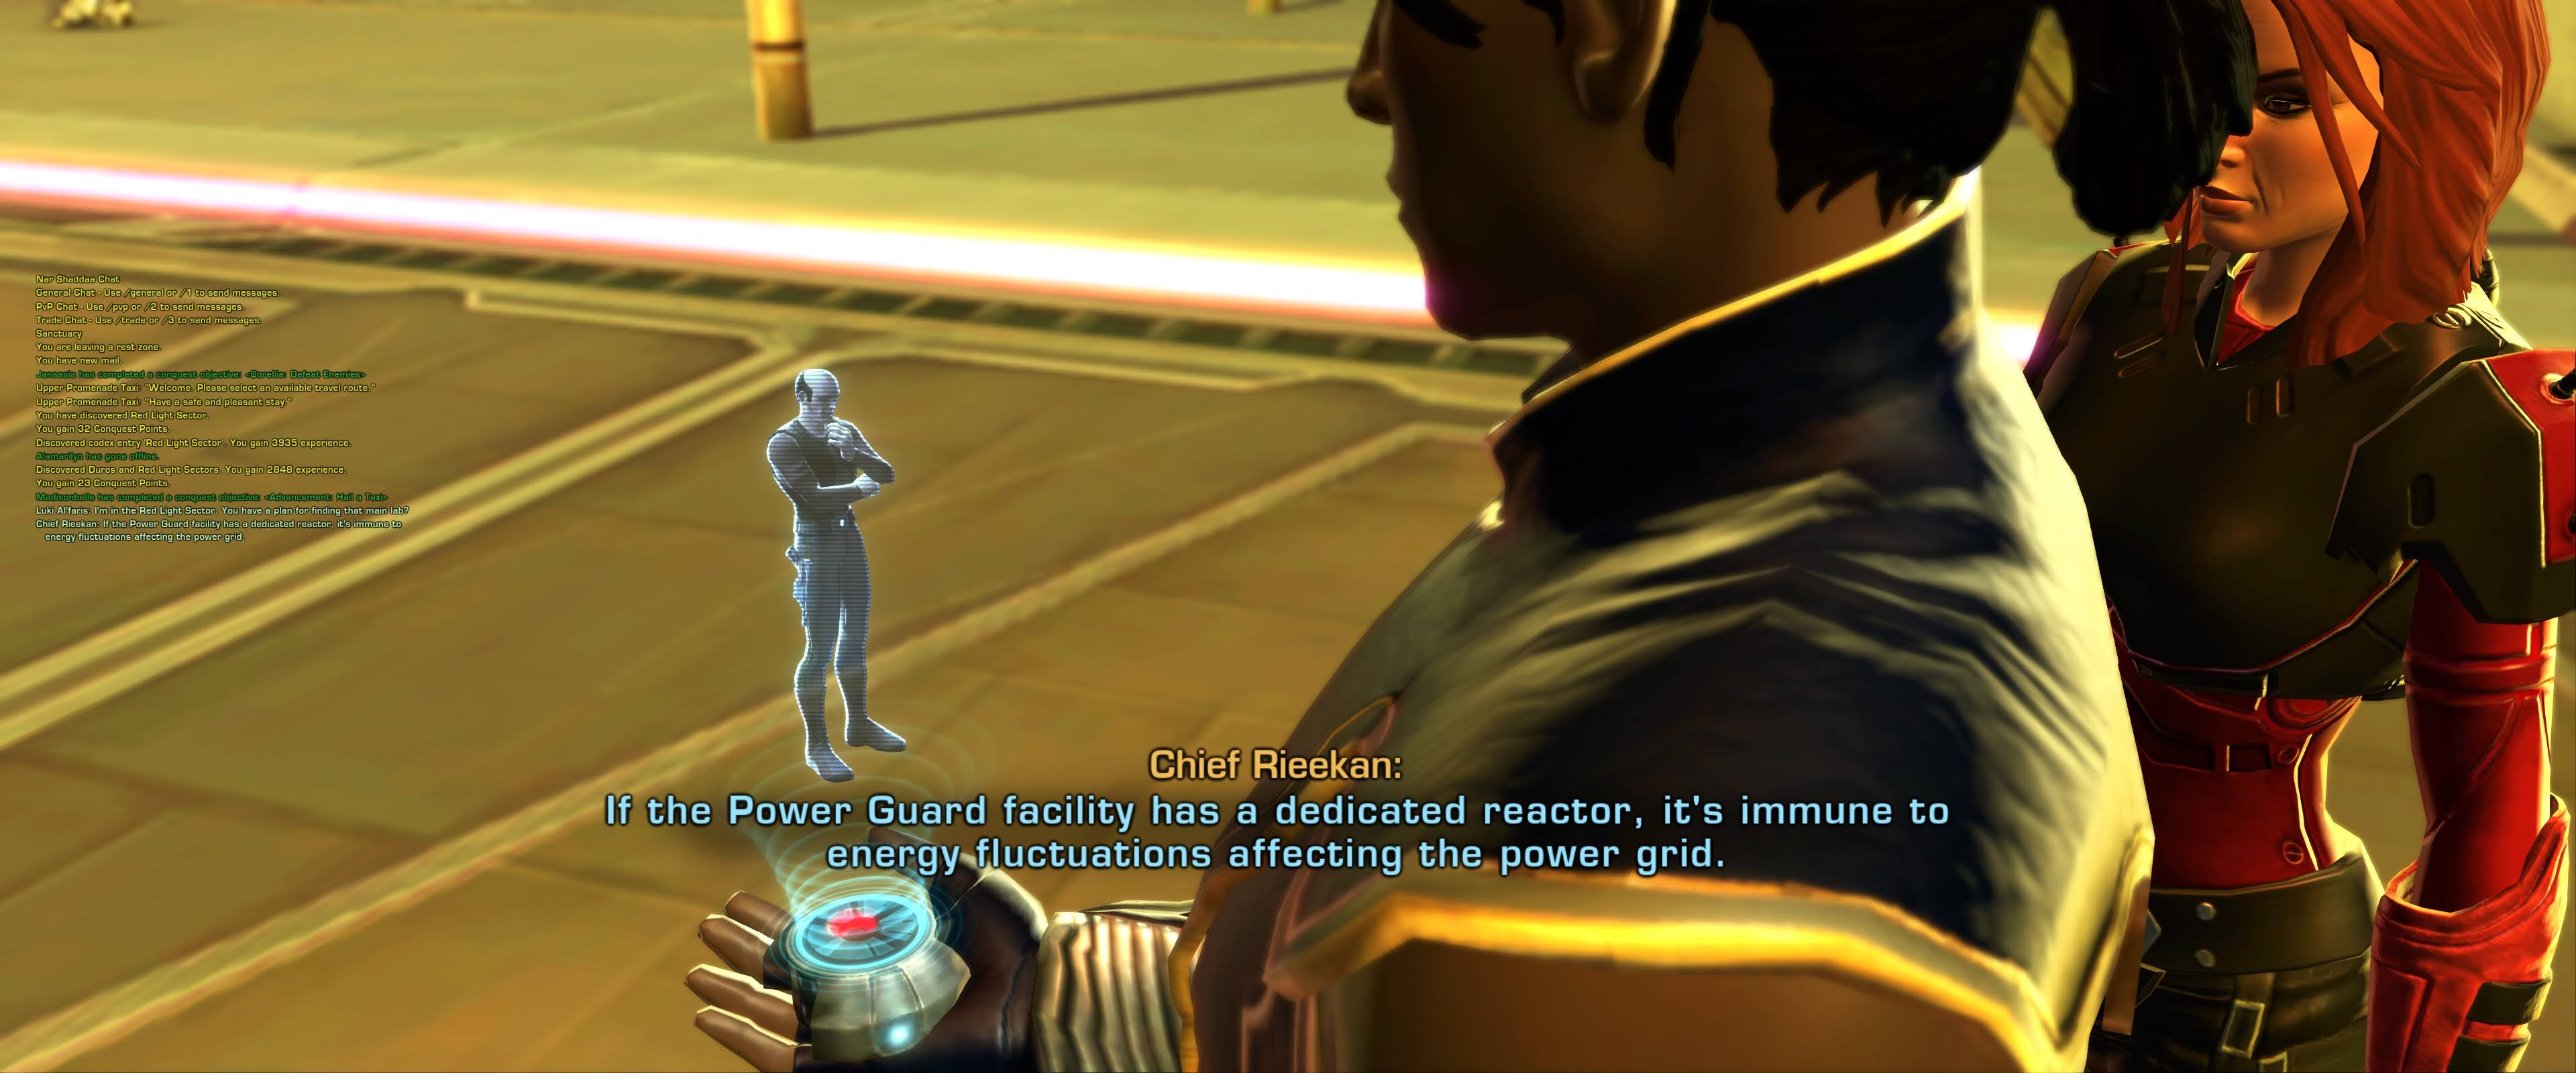 Nar Shaddaa Chat
General Chat - Use /general or /1 to send messages.
PvP Chat - Use /pvp or /2 to send messages.
Trade Chat - Use /trade or /3 to send messages.
Sanctuary
You are leaving a rest zone.
You have new mail.
Janaasia has completed a conquest objective: <Corellia: Defeat Enemies>
Upper Promenade Taxi: "Welcome. Please select an available travel route."
Upper Promenade Taxi: "Have a safe and pleasant stay."
You have discovered Red Light Sector.
You gain 32 Conquest Points.
Discovered codex entry 'Red Light Sector'. You gain 3935 experience.
Alamarilyn has gone offline.
Discovered Duros and Red Light Sectors. You gain 2848 experience.
You gain 23 Conquest Points.
Madisonbelle has completed a conquest objective: <Advancement: Hail a Taxi>
Luki Al'faris: I'm in the Red Light Sector. You have a plan for finding that main lab?
Chief Rieekan: If the Power Guard facility has a dedicated reactor, it's immune to
energy fluctuations affecting the power grid.
Chief Rieekan:
If the Power Guard facility has a dedicated reactor, it's immune to
energy fluctuations affecting the power grid.